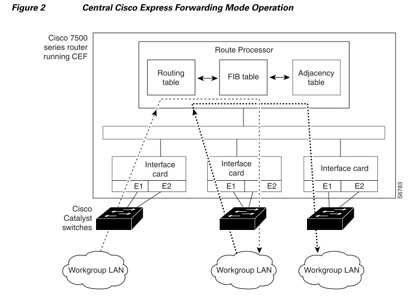 Figure 2 Central Cisco Express Forwarding Mode Operation
Cisco 7500
series router
running CEF
Route Processor
Routing
table
FIB table
Adjacency
table
Interface
card
E1 E2
Interface
card
E1 E2
Interface
card
E1 E2
Cisco
Catalyst
switches
Workgroup LAN
Workgroup LAN
Workgroup LAN
S6783